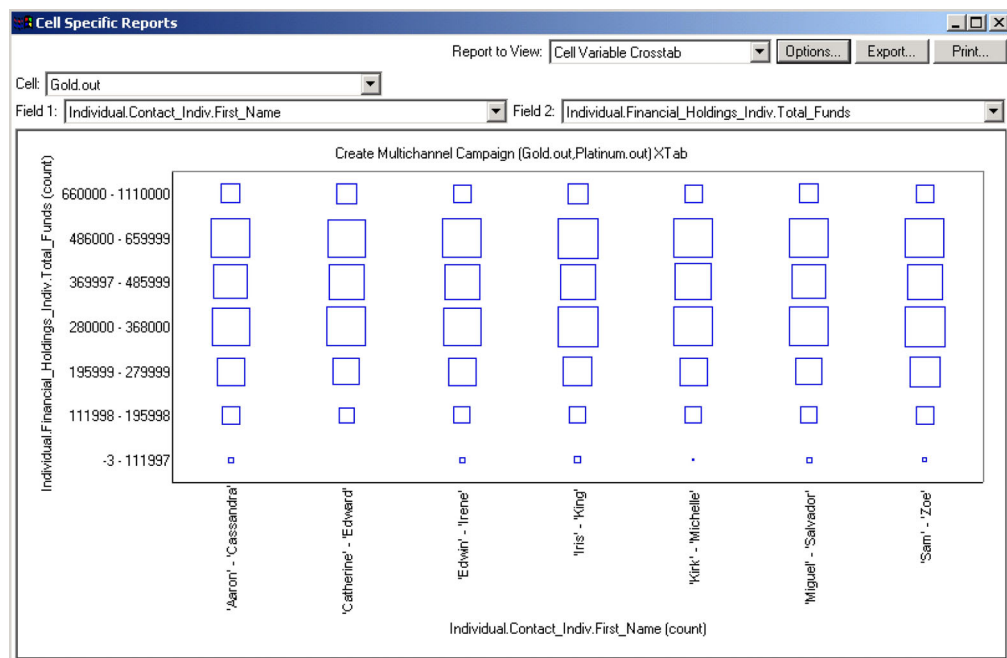 Cell Specific Reports
Report to View: Cell Variable Crosstab Options... Export... Print...
Cell: Gold.out
Field 1: Individual.Contact_Indiv.First_Name Field 2: Individual.Financial_Holdings_Indiv.Total_Funds
Create Multichannel Campaign (Gold.out,Platinum.out) XTab
Individual.Financial_Holdings_Indiv.Total_Funds (count)
660000 - 1110000
486000 - 659999
369997 - 485999
280000 - 368000
195999 - 279999
111998 - 195998
-3 - 111997
'Aaron' - 'Cassandra'
'Catherine' - 'Edward'
'Edwin' - 'Irene'
'Iris' - 'King'
'Kirk' - 'Michelle'
'Miguel' - 'Salvador'
'Sam' - 'Zoe'
Individual.Contact_Indiv.First_Name (count)